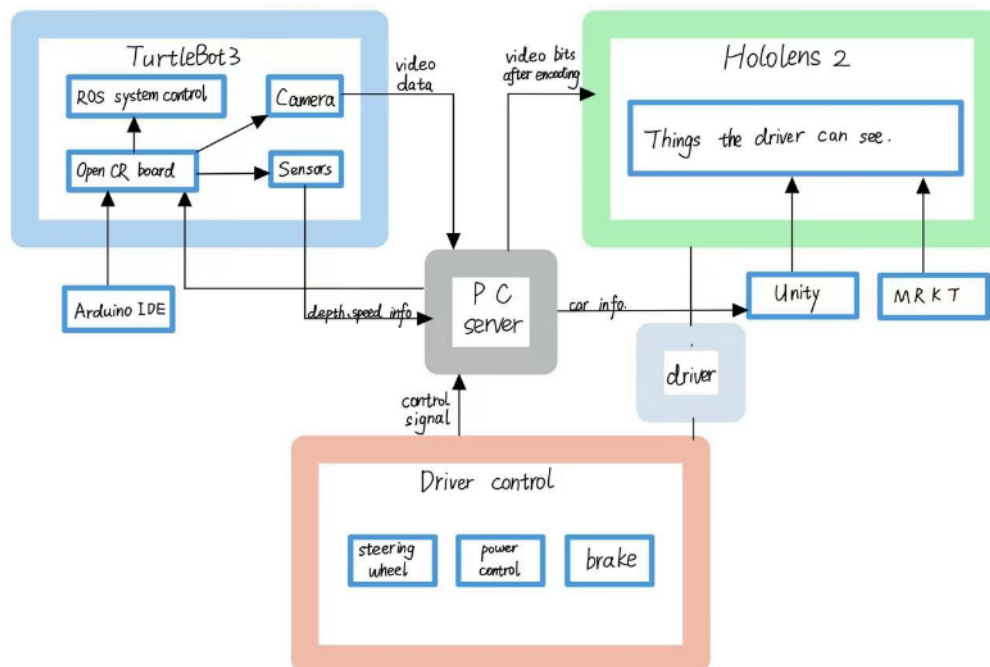 TurtleBot3
ROS system control
Camera
Open CR board
Sensors
Arduino IDE
video
data
depth, speed info
video bits
after encoding
Hololens 2
Things the driver can see.
PC
server
car info.
Unity
MRKT
driver
control
signal
Driver control
steering
wheel
power
control
brake